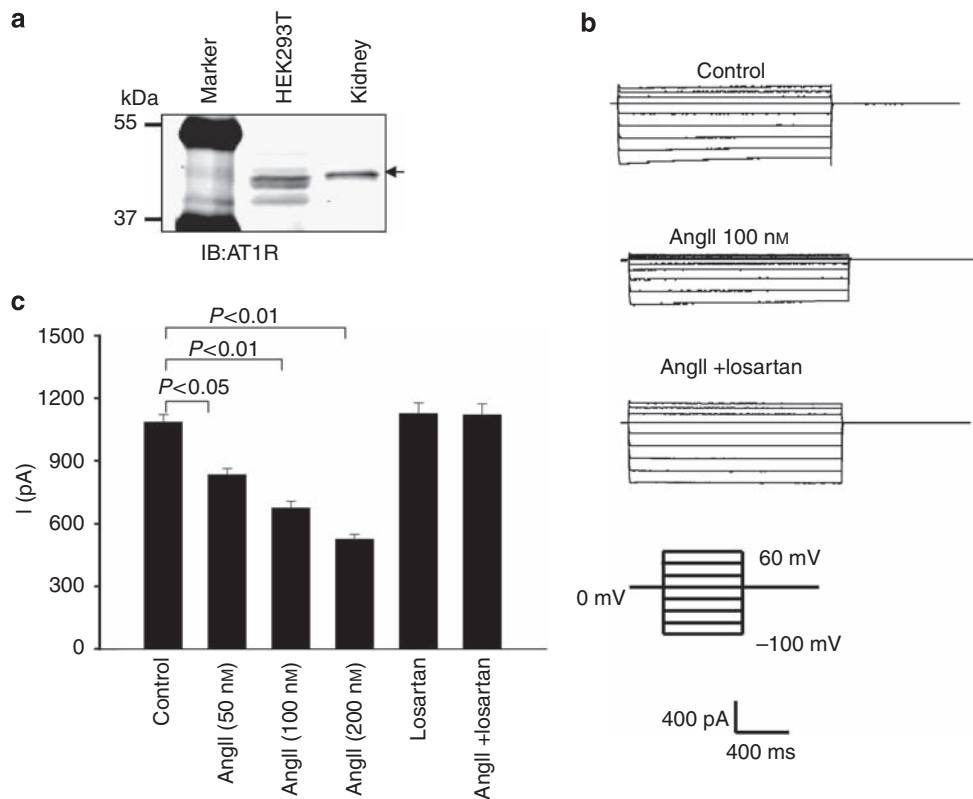 a
kDa
Marker
HEK293T
Kidney
55
37
IB:AT1R
b
Control
AngII 100 nM
AngII +losartan
60 mV
0 mV
–100 mV
400 pA
400 ms
c
P<0.01
P<0.01
P<0.05
1500
1200
900
600
300
0
I (pA)
Control
AngII (50 nM)
AngII (100 nM)
AngII (200 nM)
Losartan
AngII +losartan